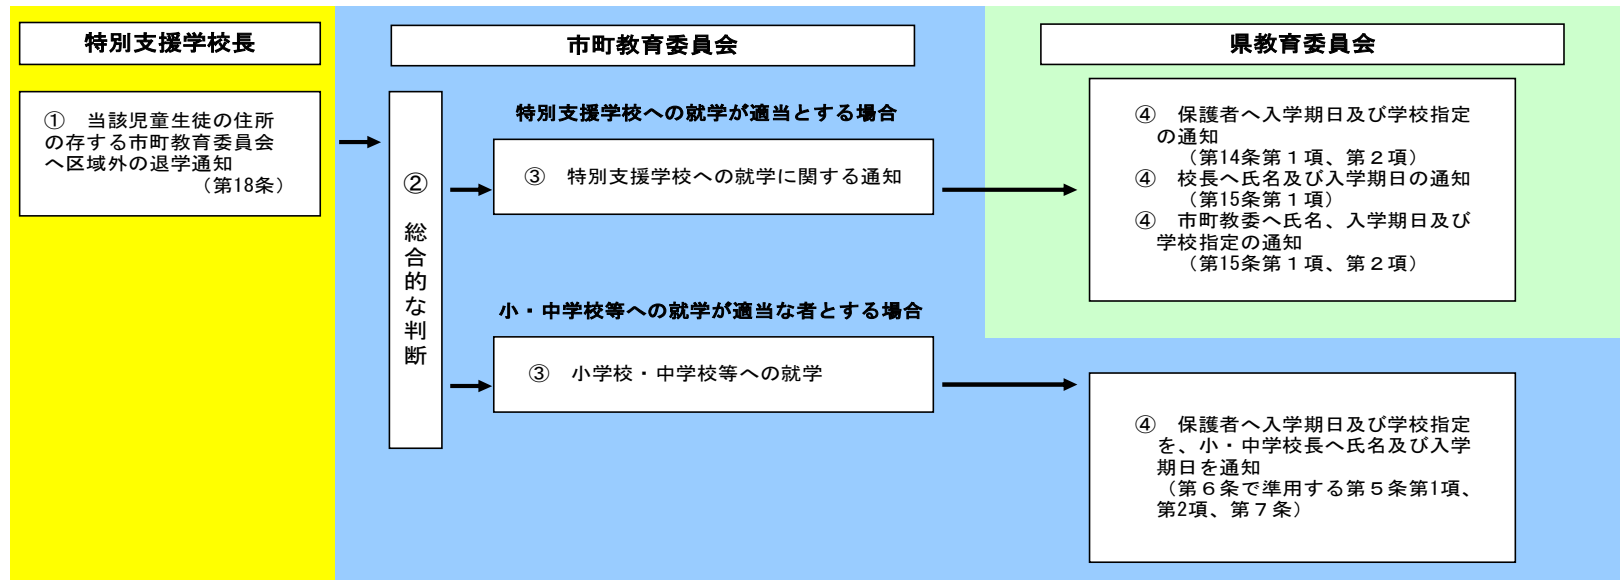 特別支援学校長
市町教育委員会
県教育委員会
①　当該児童生徒の住所
の存する市町教育委員会
へ区域外の退学通知
（第18条）
②　総合的な判断
特別支援学校への就学が適当とする場合
③　特別支援学校への就学に関する通知
小・中学校等への就学が適当な者とする場合
③　小学校・中学校等への就学
④　保護者へ入学期日及び学校指定
の通知
（第14条第１項、第２項）
④　校長へ氏名及び入学期日の通知
（第15条第１項）
④　市町教委へ氏名、入学期日及び
学校指定の通知
（第15条第１項、第２項）
④　保護者へ入学期日及び学校指定
を、小・中学校長へ氏名及び入学
期日を通知
（第６条で準用する第５条第1項、
第2項、第７条）